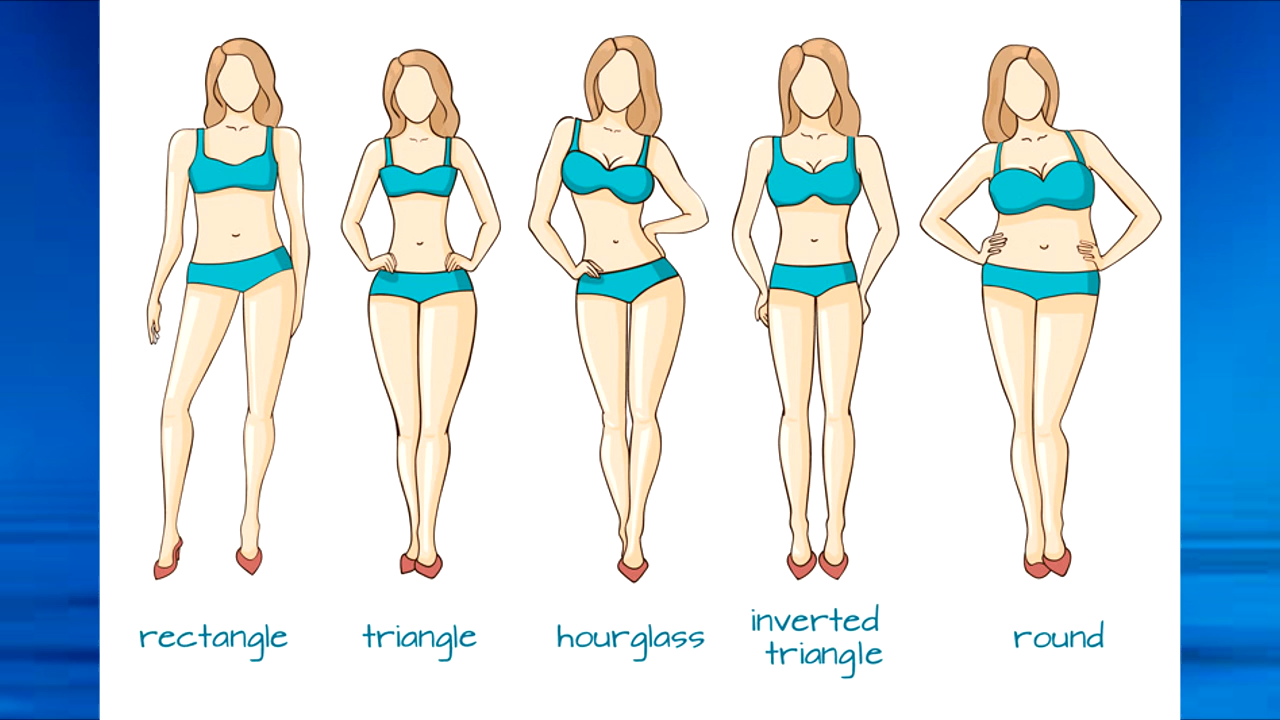 rectangle
triangle
hourglass
inverted
triangle
round